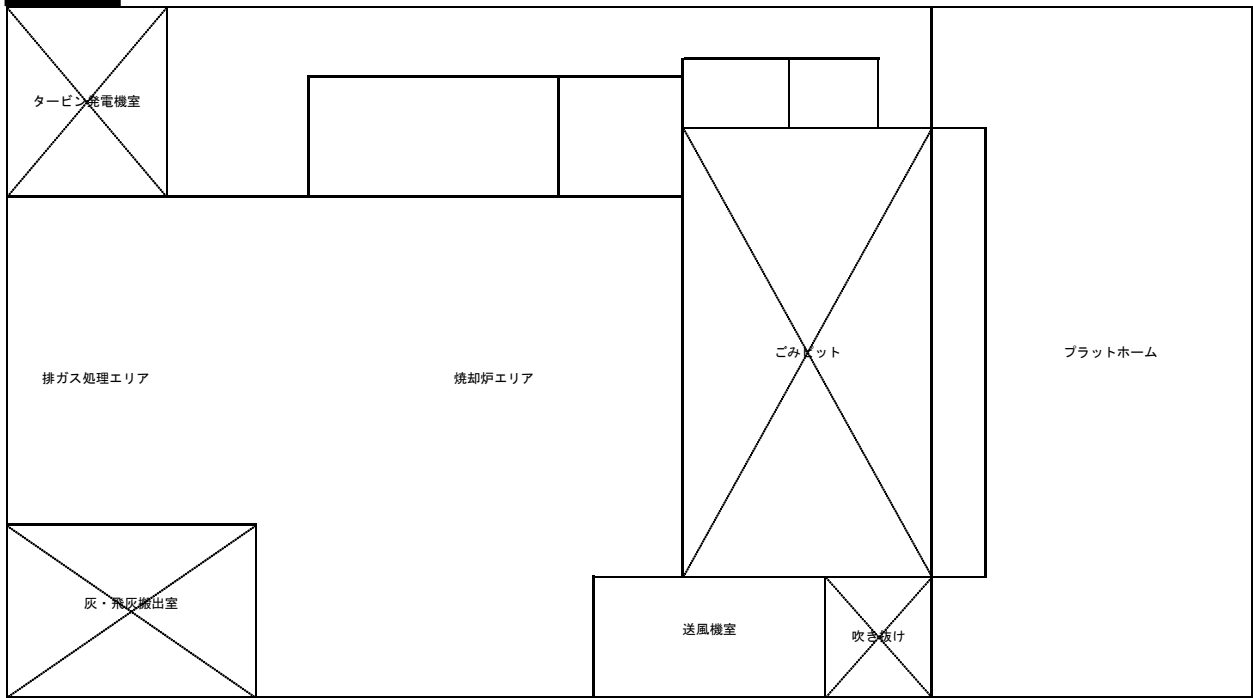 タービン発電機室
ごみピット
プラットホーム
排ガス処理エリア
焼却炉エリア
灰・飛灰搬出室
送風機室
吹き抜け